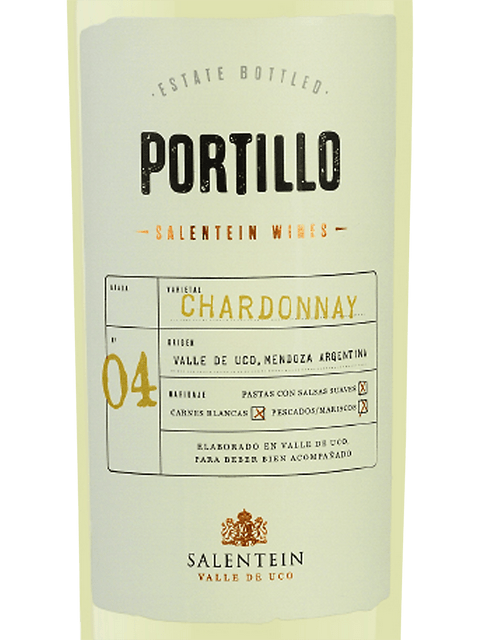 ·ESTATE BOTTLED·
PORTILLO
SALENTEIN WINES
VARIETAL
CHARDONNAY
Nº
04
ORIGEN
VALLE DE UCO, MENDOZA ARGENTINA
MARIDAJE
PASTAS CON SALSAS SUAVES
CARNES BLANCAS PESCADOS/MARISCOS
ELABORADO EN VALLE DE UCO.
PARA BEBER BIEN ACOMPAÑADO
SALENTEIN
VALLE DE UCO